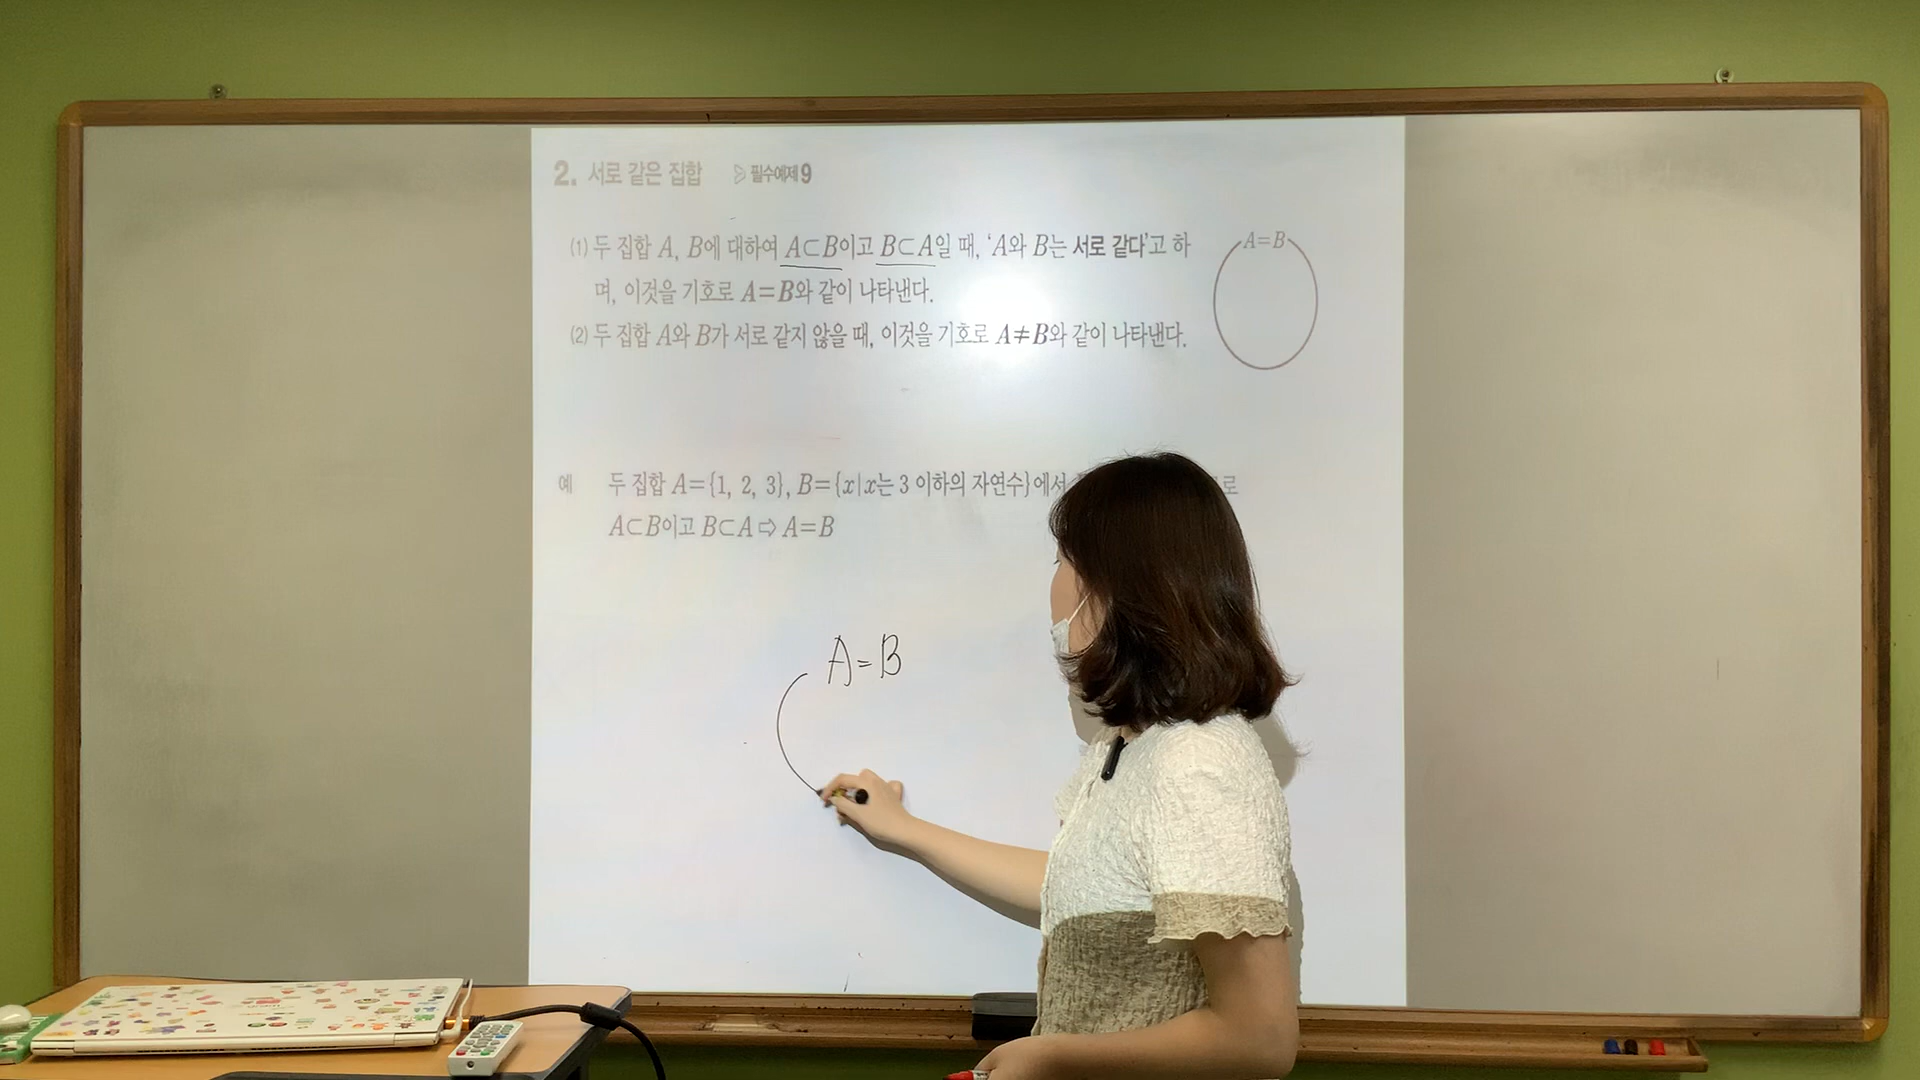 2. 서로 같은 집합 ▷ 필수예제 9
(1) 두 집합 A, B에 대하여 A⊂B이고 B⊂A일 때, ‘A와 B는 서로 같다’고 하
며, 이것을 기호로 A=B와 같이 나타낸다.
A=B
(2) 두 집합 A와 B가 서로 같지 않을 때, 이것을 기호로 A≠B와 같이 나타낸다.
예 두 집합 A={1, 2, 3}, B={x|x는 3 이하의 자연수}에서 로
A⊂B이고 B⊂A ⇨ A=B
A=B